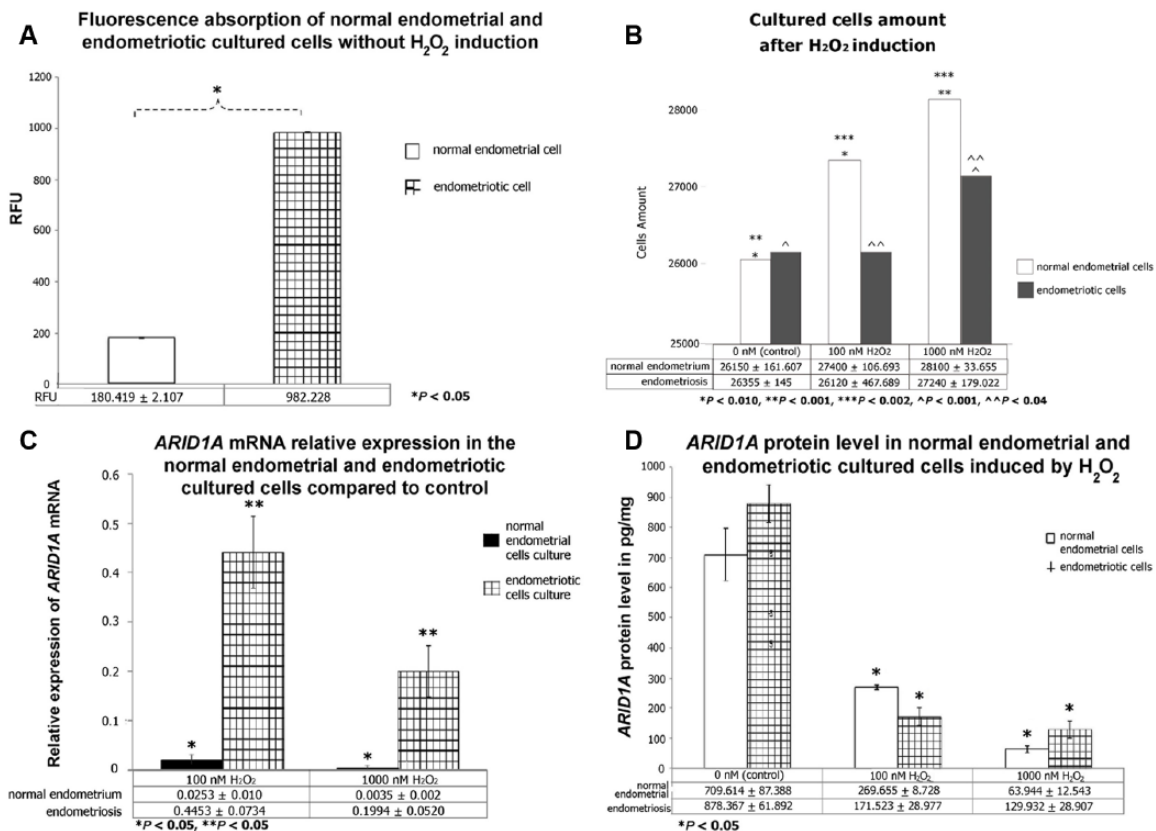 A
Fluorescence absorption of normal endometrial and
endometriotic cultured cells without H₂O₂ induction
1200
1000
800
600
400
200
0
RFU
*
normal endometrial cell
endometriotic cell
RFU 180.419 ± 2.107 982.228
*P < 0.05
B
Cultured cells amount
after H₂O₂ induction
28000
27000
26000
25000
Cells Amount
**
*
^
***
*
^^
***
**
^^
^
normal endometrial cells
endometriotic cells
0 nM (control) 100 nM H₂O₂ 1000 nM H₂O₂
normal endometrium 26150 ± 161.607 27400 ± 106.693 28100 ± 33.655
endometriosis 26355 ± 145 26120 ± 467.689 27240 ± 179.022
*P < 0.010, **P < 0.001, ***P < 0.002, ^P < 0.001, ^^P < 0.04
C
ARID1A mRNA relative expression in the
normal endometrial and endometriotic
cultured cells compared to control
0.6
0.5
0.4
0.3
0.2
0.1
0
Relative expression of ARID1A mRNA
*
**
*
**
normal
endometrial
cells culture
endometriotic
cells culture
100 nM H₂O₂ 1000 nM H₂O₂
normal endometrium 0.0253 ± 0.010 0.0035 ± 0.002
endometriosis 0.4453 ± 0.0734 0.1994 ± 0.0520
*P < 0.05, **P < 0.05
D
ARID1A protein level in normal endometrial and
endometriotic cultured cells induced by H₂O₂
1000
900
800
700
600
500
400
300
200
100
0
ARID1A protein level in pg/mg
*
*
*
*
normal
endometrial cells
endometriotic cells
0 nM (control) 100 nM H₂O₂ 1000 nM H₂O₂
normal
endometrial 709.614 ± 87.388 269.655 ± 8.728 63.944 ± 12.543
endometriosis 878.367 ± 61.892 171.523 ± 28.977 129.932 ± 28.907
*P < 0.05